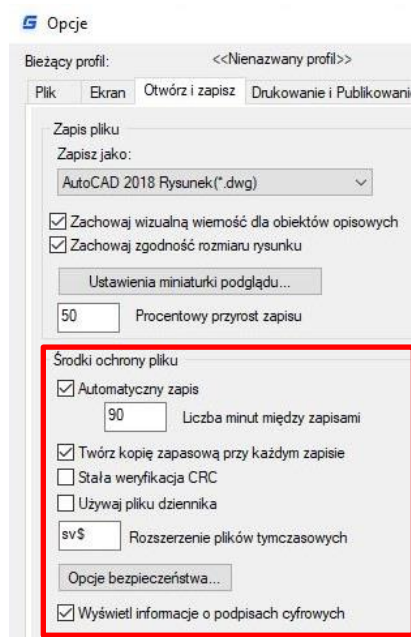 Opcje
Bieżący profil: <<Nienazwany profil>>
Plik Ekran Otwórz i zapisz Drukowanie i Publikowani
Zapis pliku
Zapisz jako:
AutoCAD 2018 Rysunek(*.dwg)
Zachowaj wizualną wierność dla obiektów opisowych
Zachowaj zgodność rozmiaru rysunku
Ustawienia miniaturki podglądu...
50 Procentowy przyrost zapisu
Środki ochrony pliku
Automatyczny zapis
90 Liczba minut między zapisami
Twórz kopię zapasową przy każdym zapisie
Stała weryfikacja CRC
Używaj pliku dziennika
sv$ Rozszerzenie plików tymczasowych
Opcje bezpieczeństwa...
Wyświetl informacje o podpisach cyfrowych